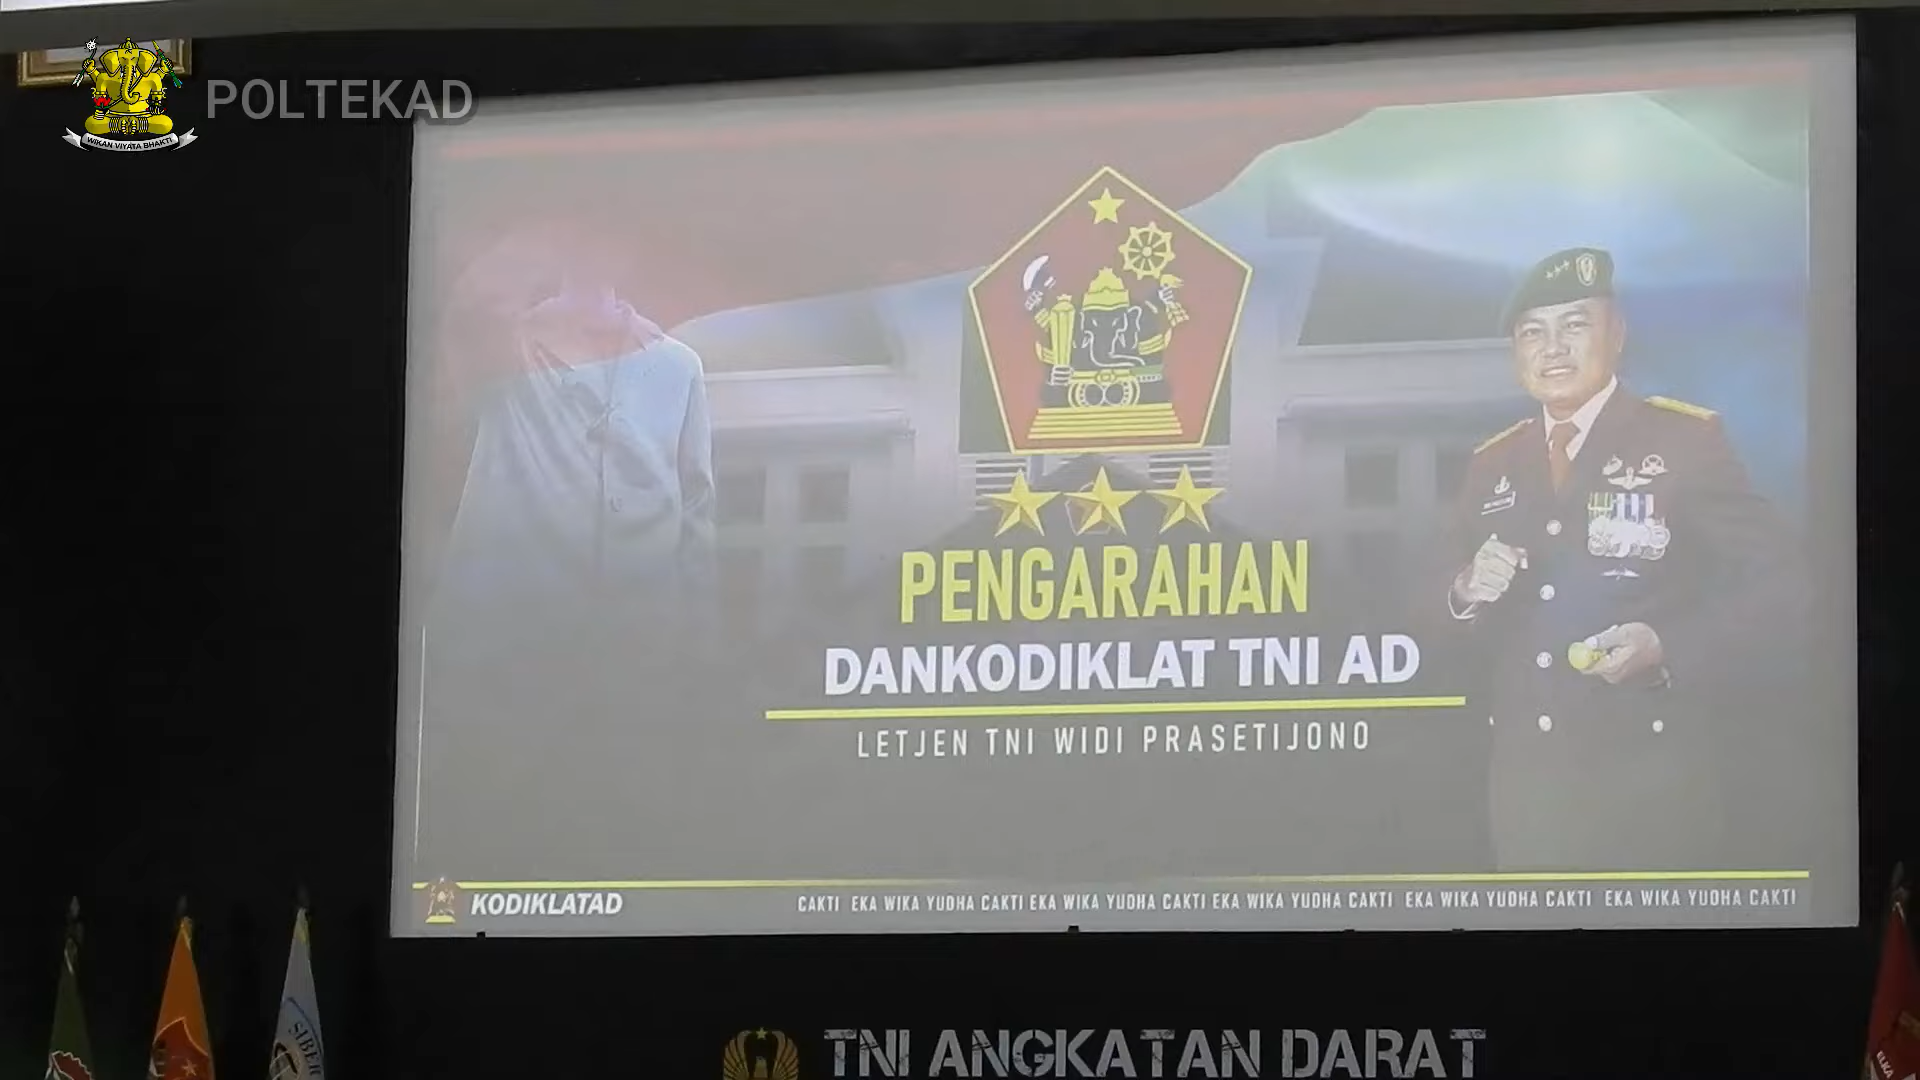 POLTEKAD
WIKAN VIYATA BHAKTI
PENGARAHAN
DANKODIKLAT TNI AD
LETJEN TNI WIDI PRASETIJONO
KODIKLATAD
CAKTI EKA WIKA YUDHA CAKTI EKA WIKA YUDHA CAKTI EKA WIKA YUDHA CAKTI EKA WIKA YUDHA CAKTI EKA WIKA YUDHA CAKTI
TNI ANGKATAN DARAT